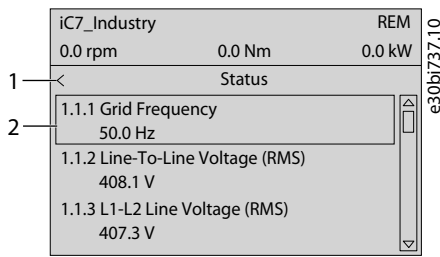 iC7_Industry REM
0.0 rpm 0.0 Nm 0.0 kW
1 < Status
2
1.1.1 Grid Frequency
50.0 Hz
1.1.2 Line-To-Line Voltage (RMS)
408.1 V
1.1.3 L1-L2 Line Voltage (RMS)
407.3 V
e30bi737.10